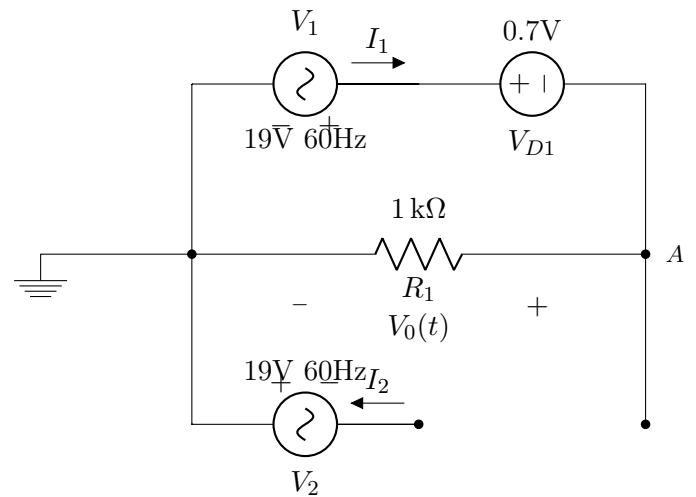 V1
I1
0.7V
+ −
− +
19V 60Hz
VD1
1 kΩ
A
R1
− +
V0(t)
19V 60Hz
+ −
I2
V2